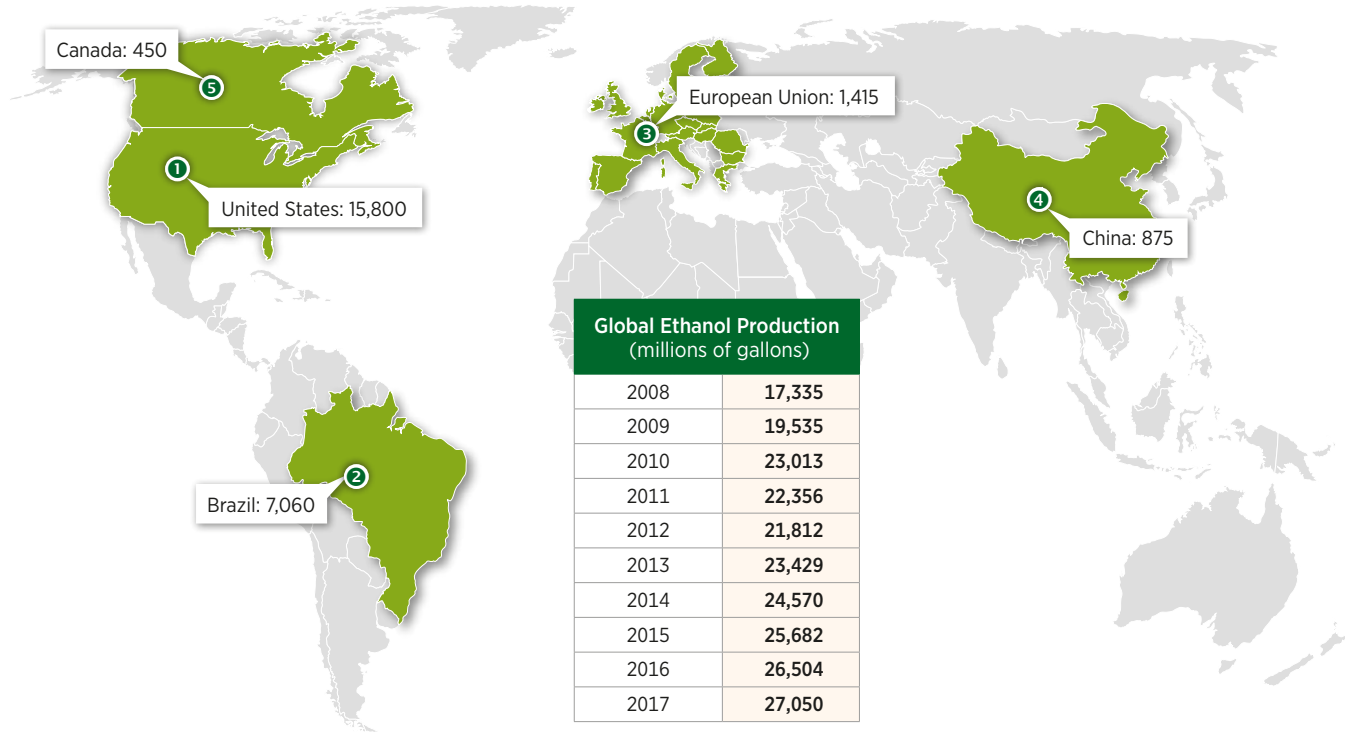 Canada: 450
5
European Union: 1,415
3
1
United States: 15,800
4
China: 875
2
Brazil: 7,060
Global Ethanol Production
(millions of gallons)
2008 17,335
2009 19,535
2010 23,013
2011 22,356
2012 21,812
2013 23,429
2014 24,570
2015 25,682
2016 26,504
2017 27,050